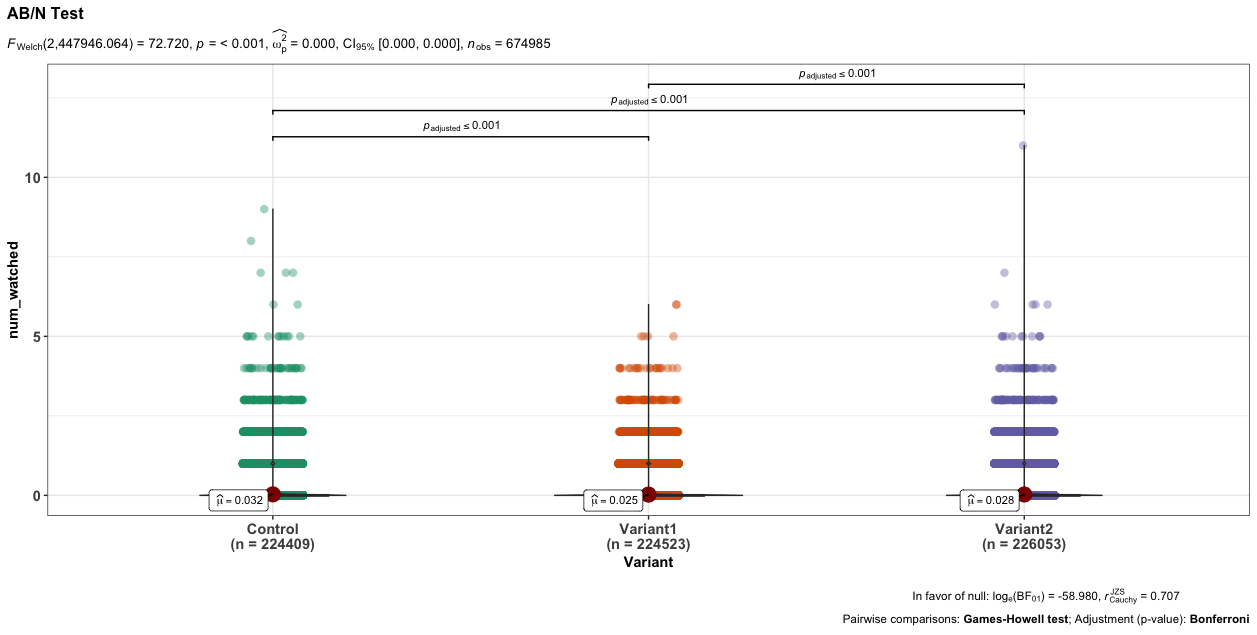 AB/N Test
F Welch(2,447946.064) = 72.720, p = < 0.001, ω̂²p = 0.000, CI95% [0.000, 0.000], nobs = 674985
padjusted ≤ 0.001
padjusted ≤ 0.001
padjusted ≤ 0.001
10
5
0
num_watched
μ̂ = 0.032
μ̂ = 0.025
μ̂ = 0.028
Control
(n = 224409)
Variant1
(n = 224523)
Variant2
(n = 226053)
Variant
In favor of null: loge(BF01) = -58.980, r JZS Cauchy = 0.707
Pairwise comparisons: Games-Howell test; Adjustment (p-value): Bonferroni